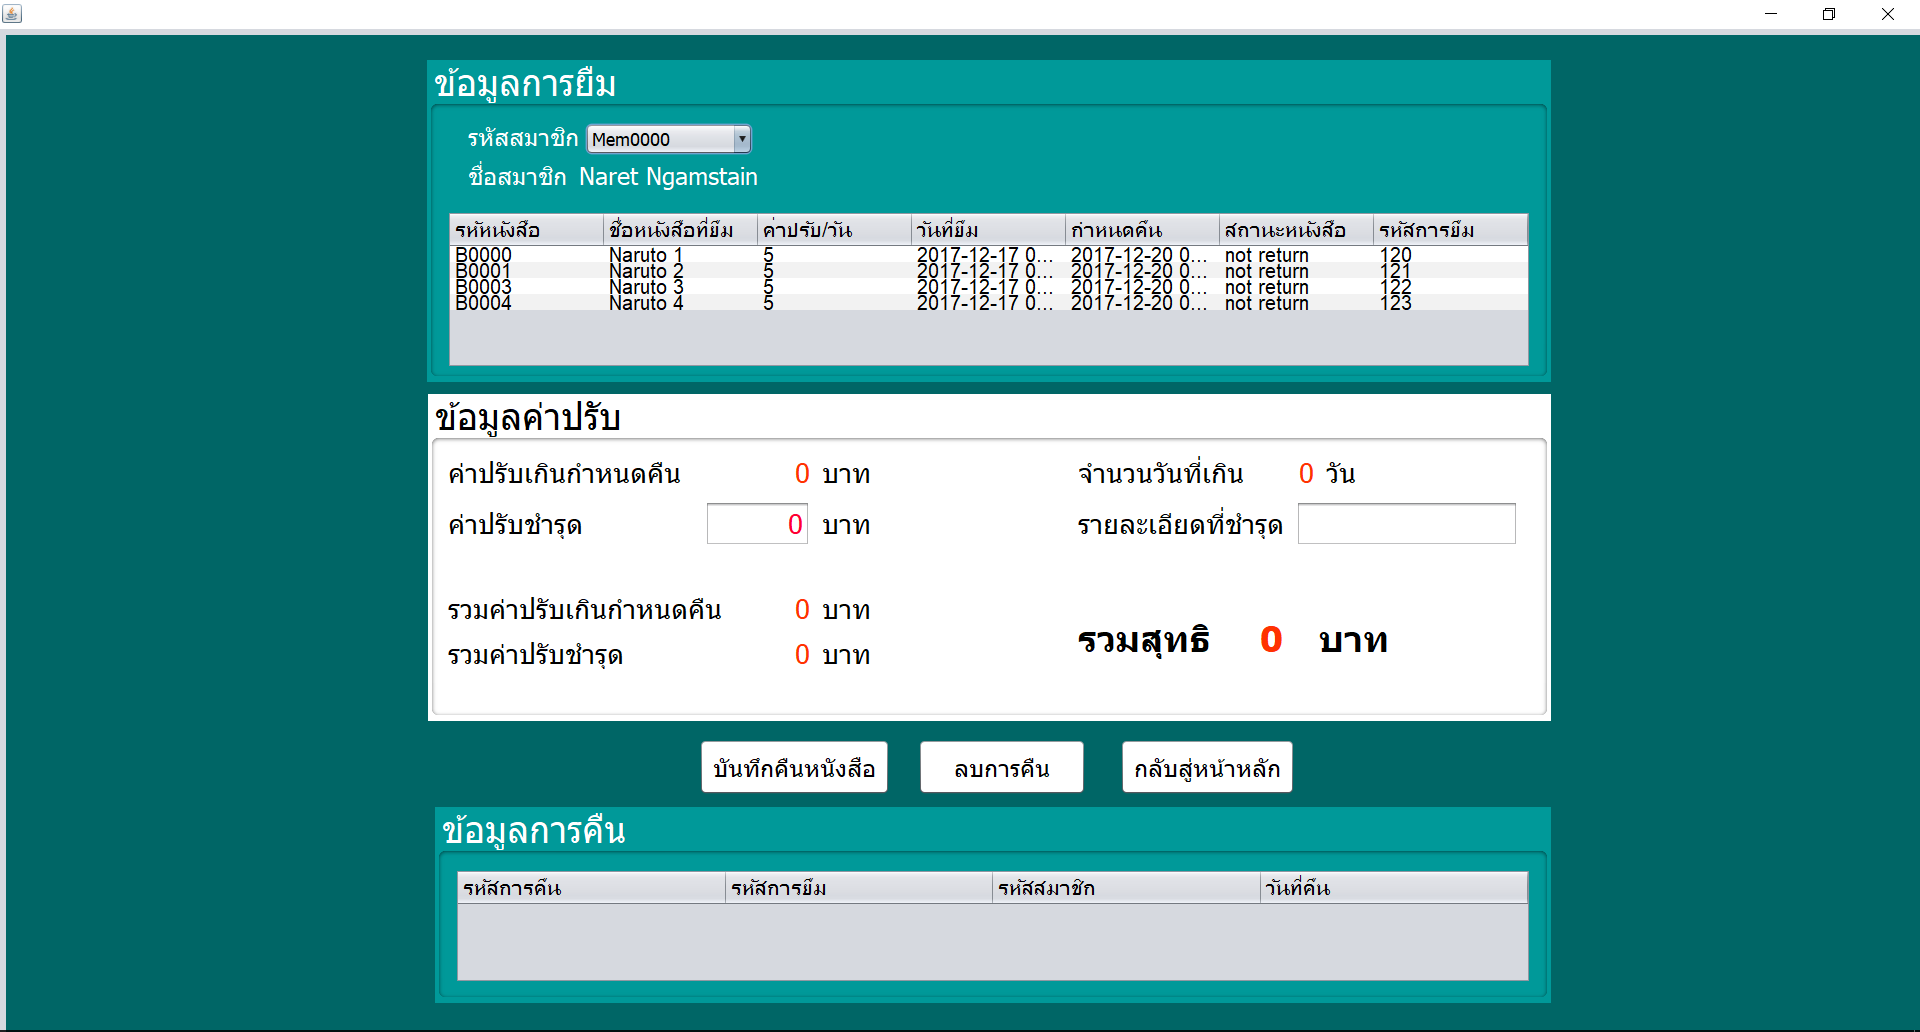 ข้อมูลการยืม
รหัสสมาชิก Mem0000
ชื่อสมาชิก Naret Ngamstain
รหัหนังสือ ชื่อหนังสือที่ยืม ค่าปรับ/วัน วันที่ยืม กำหนดคืน สถานะหนังสือ รหัสการยืม
B0000 Naruto 1 5 2017-12-17 0... 2017-12-20 0... not return 120
B0001 Naruto 2 5 2017-12-17 0... 2017-12-20 0... not return 121
B0003 Naruto 3 5 2017-12-17 0... 2017-12-20 0... not return 122
B0004 Naruto 4 5 2017-12-17 0... 2017-12-20 0... not return 123
ข้อมูลค่าปรับ
ค่าปรับเกินกำหนดคืน 0 บาท จำนวนวันที่เกิน 0 วัน
ค่าปรับชำรุด 0 บาท รายละเอียดที่ชำรุด
รวมค่าปรับเกินกำหนดคืน 0 บาท
รวมสุทธิ 0 บาท
รวมค่าปรับชำรุด 0 บาท
บันทึกคืนหนังสือ ลบการคืน กลับสู่หน้าหลัก
ข้อมูลการคืน
รหัสการคืน รหัสการยืม รหัสสมาชิก วันที่คืน